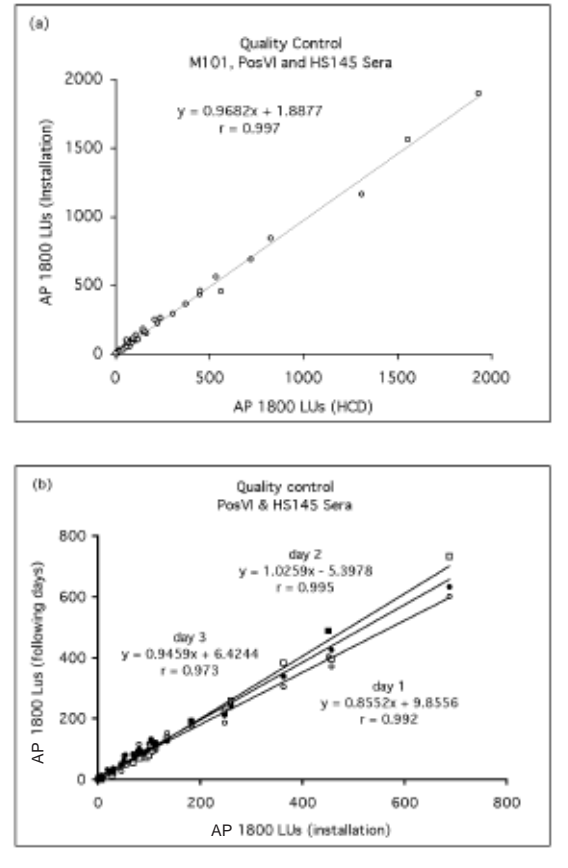 (a)
Quality Control
M101, PosVI and HS145 Sera
y = 0.9682x + 1.8877
r = 0.997
AP 1800 LUs (Installation)
2000
1500
1000
500
0
0 500 1000 1500 2000
AP 1800 LUs (HCD)
(b)
Quality control
PosVI & HS145 Sera
AP 1800 Lus (following days)
800
600
400
200
0
day 2
y = 1.0259x - 5.3978
r = 0.995
day 3
y = 0.9459x + 6.4244
r = 0.973
day 1
y = 0.8552x + 9.8556
r = 0.992
0 200 400 600 800
AP 1800 LUs (installation)